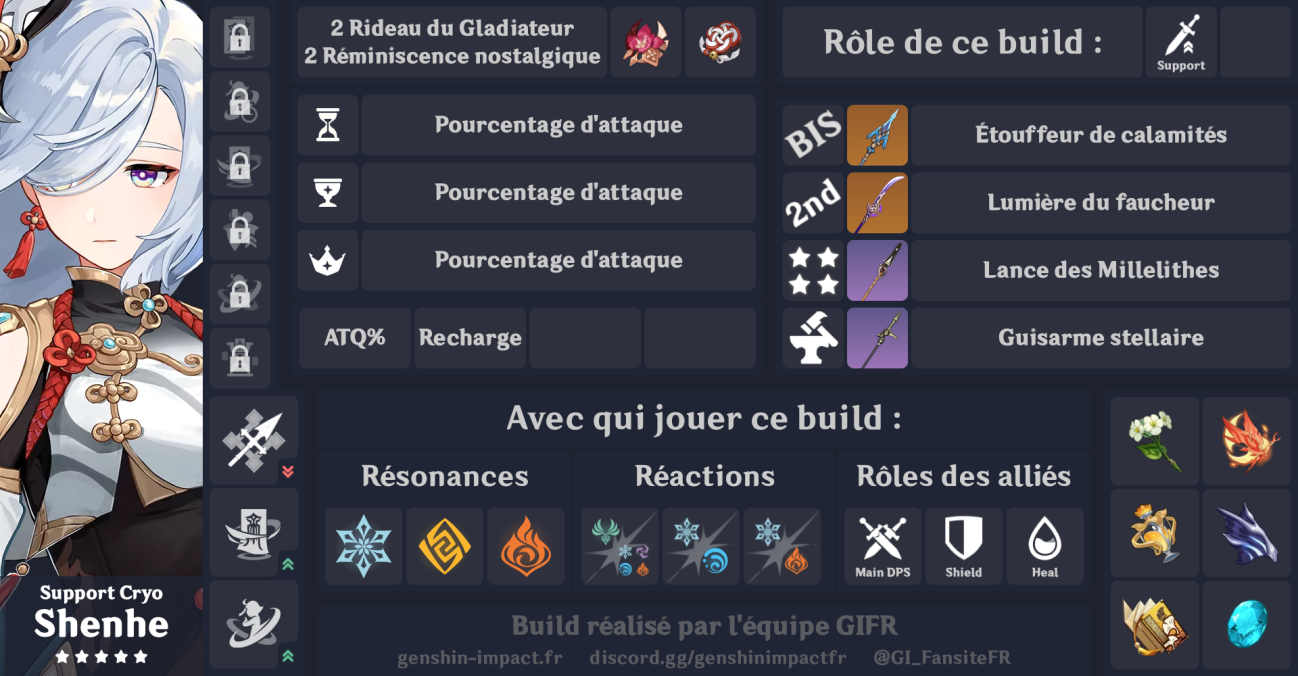 2 Rideau du Gladiateur
2 Réminiscence nostalgique
Rôle de ce build :
Support
Pourcentage d'attaque
Pourcentage d'attaque
Pourcentage d'attaque
ATQ%
Recharge
BIS
Étouffeur de calamités
2nd
Lumière du faucheur
Lance des Millelithes
Guisarme stellaire
Avec qui jouer ce build :
Résonances
Réactions
Rôles des alliés
Main DPS
Shield
Heal
Support Cryo
Shenhe
Build réalisé par l'équipe GIFR
genshin-impact.fr
discord.gg/genshinimpactfr
@GI_FansiteFR